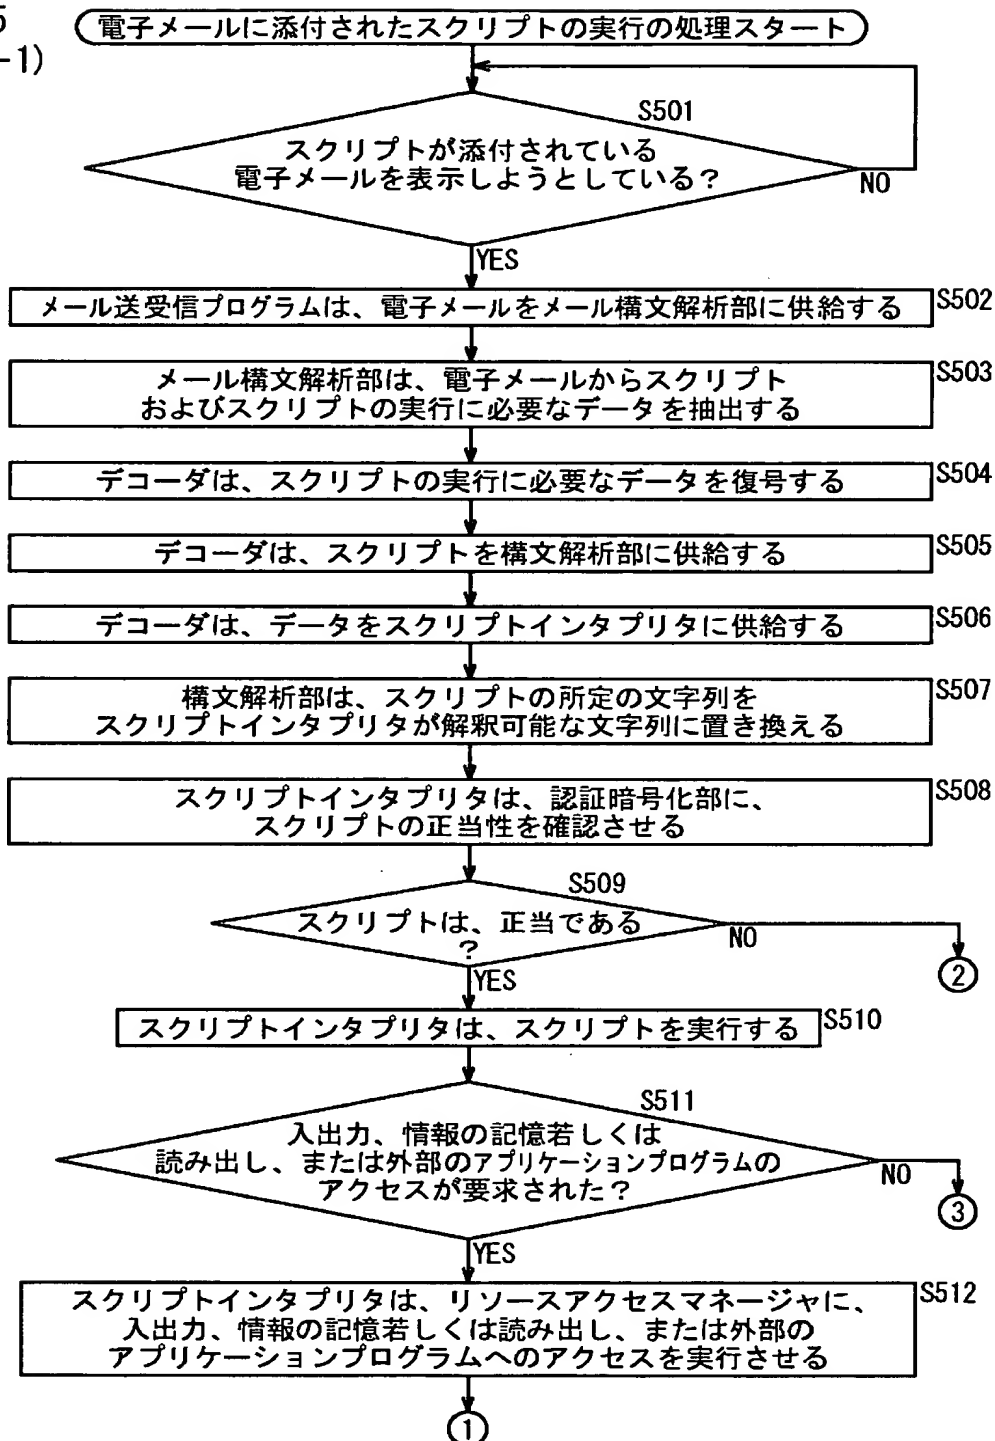 5
-1)
電子メールに添付されたスクリプトの実行の処理スタート
S501
スクリプトが添付されている
電子メールを表示しようとしている？
NO
YES
メール送受信プログラムは、電子メールをメール構文解析部に供給する
S502
メール構文解析部は、電子メールからスクリプト
およびスクリプトの実行に必要なデータを抽出する
S503
デコーダは、スクリプトの実行に必要なデータを復号する
S504
デコーダは、スクリプトを構文解析部に供給する
S505
デコーダは、データをスクリプトインタプリタに供給する
S506
構文解析部は、スクリプトの所定の文字列を
スクリプトインタプリタが解釈可能な文字列に置き換える
S507
スクリプトインタプリタは、認証暗号化部に、
スクリプトの正当性を確認させる
S508
S509
スクリプトは、正当である
？
NO
2
YES
スクリプトインタプリタは、スクリプトを実行する
S510
S511
入出力、情報の記憶若しくは
読み出し、または外部のアプリケーションプログラムの
アクセスが要求された？
NO
3
YES
スクリプトインタプリタは、リソースアクセスマネージャに、
入出力、情報の記憶若しくは読み出し、または外部の
アプリケーションプログラムへのアクセスを実行させる
S512
1